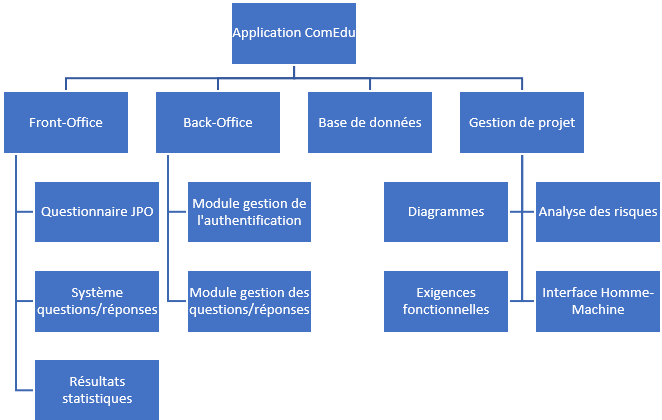 Application ComEdu
Front-Office
Back-Office
Base de données
Gestion de projet
Questionnaire JPO
Module gestion de
l'authentification
Diagrammes
Analyse des risques
Système
questions/réponses
Module gestion des
questions/réponses
Exigences
fonctionnelles
Interface Homme-
Machine
Résultats
statistiques